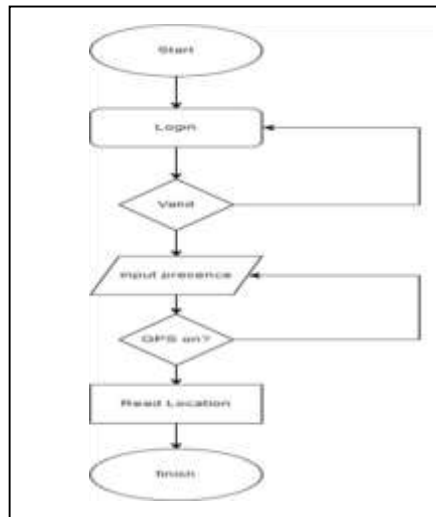 Start
Login
Valid
Input presence
GPS on?
Read Location
finish